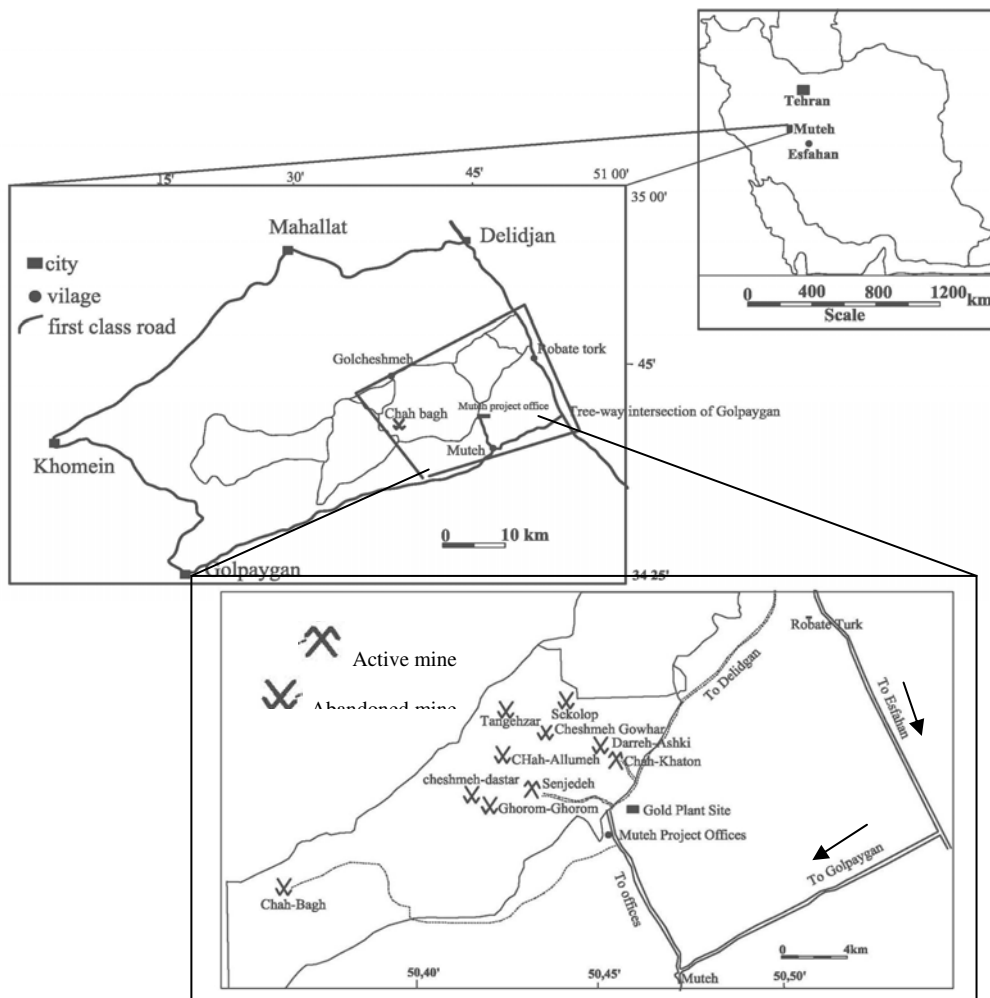 Tehran
Muteh
Esfahan
0 400 800 1200 km
Scale
15' 30' 45' 51 00'
35 00'
Mahallat
Delidjan
city
vilage
first class road
Golcheshmeh
Robate tork
45'
Chah bagh
Muteh project office
Tree-way intersection of Golpaygan
Muteh
Khomein
0 10 km
Golpaygan
34 25'
Active mine
Abandoned mine
Robate Turk
To Delidgan
To Esfahan
Sekolop
Tangehzar
Cheshmeh Gowhar
Darreh-Ashki
CHah-Allumeh
Chah-Khaton
cheshmeh-dastar
Senjedeh
Ghorom-Ghorom
Gold Plant Site
Muteh Project Offices
To Golpaygan
To offices
Chah-Bagh
0 4km
Muteh
50,40' 50,45' 50,50'